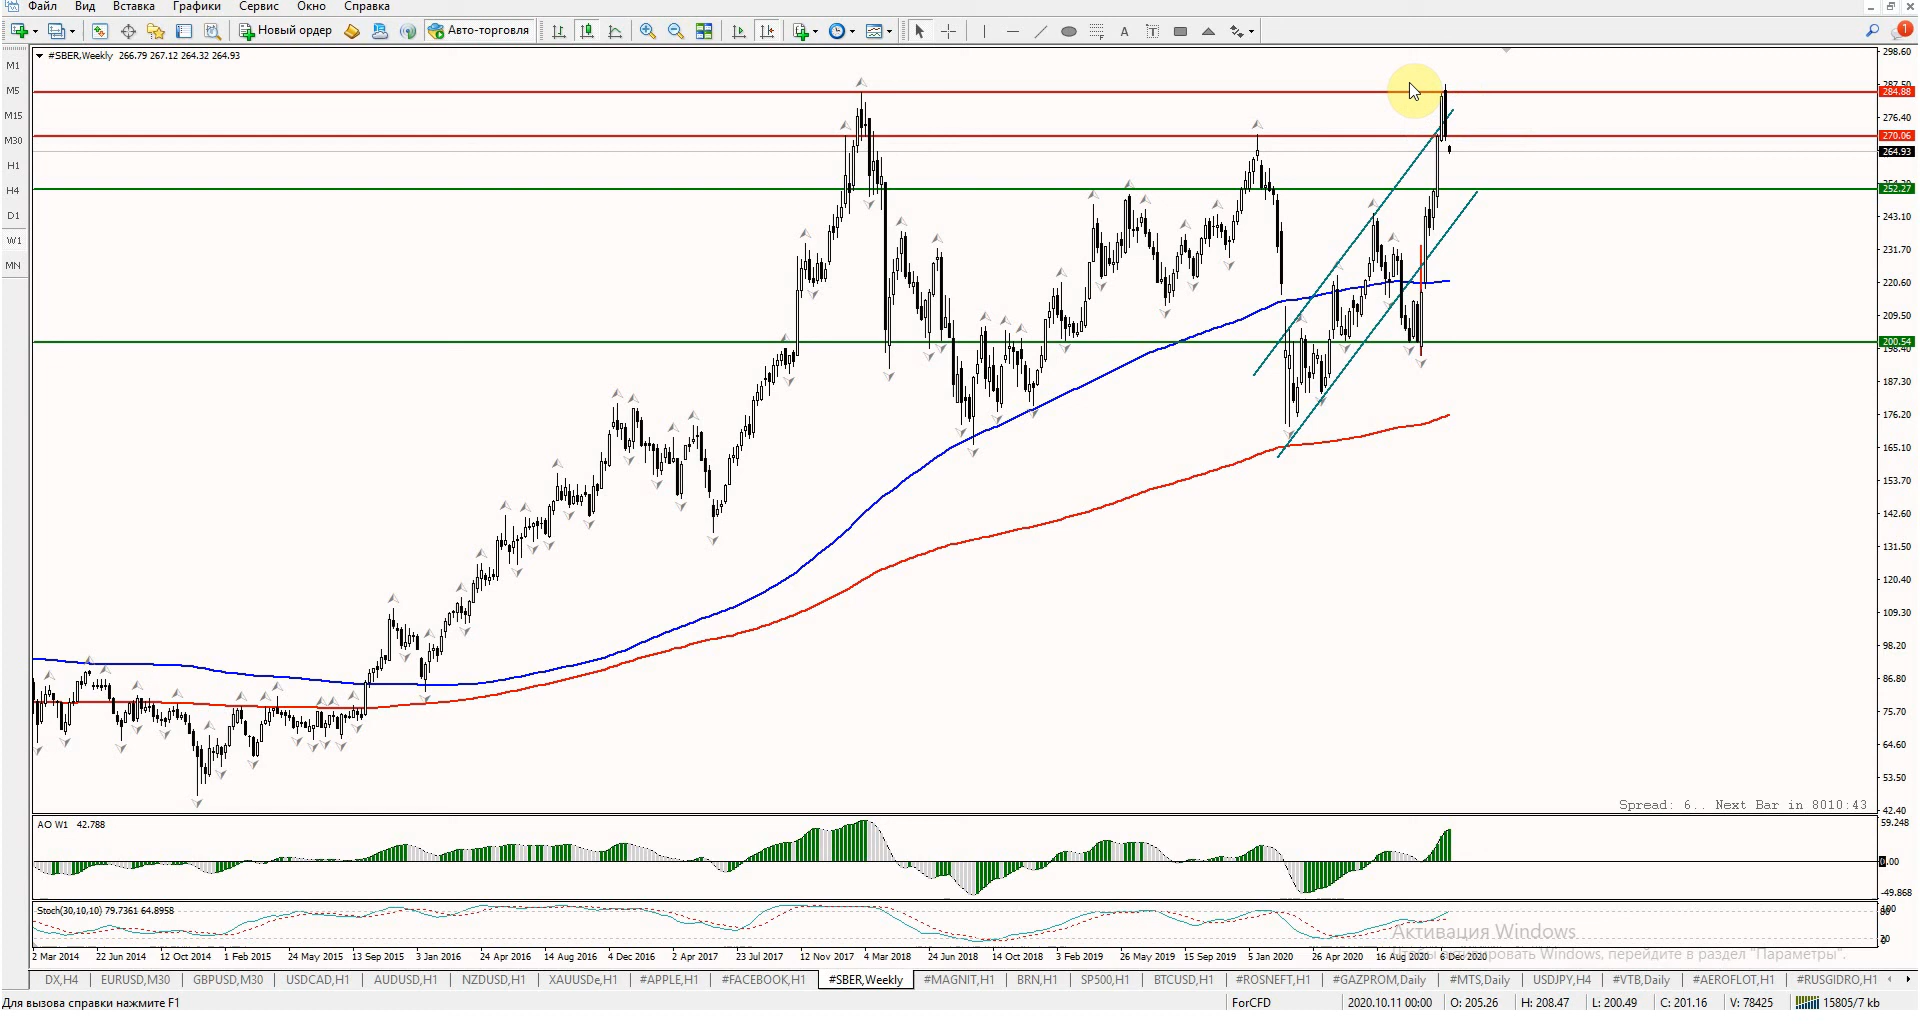 Файл Вид Вставка Графики Сервис Окно Справка
Новый ордер Авто-торговля
A T 1
M1
M5
M15
M30
H1
H4
D1
W1
MN
#SBER,Weekly 266.79 267.12 264.32 264.93
298.60
284.88
276.40
270.06
264.93
252.27
243.10
231.70
220.60
209.50
200.54
187.30
176.20
165.10
153.70
142.60
131.50
120.40
109.30
98.20
86.80
75.70
64.60
53.50
42.40
Spread: 6.. Next Bar in 8010:43
AO W1 42.788
59.248
0.00
-49.868
Stoch(30,10,10) 79.7361 64.8958
100
80
20
Активация Windows
Чтобы активировать Windows, перейдите в раздел "Параметры".
2 Mar 2014 22 Jun 2014 12 Oct 2014 1 Feb 2015 24 May 2015 13 Sep 2015 3 Jan 2016 24 Apr 2016 14 Aug 2016 4 Dec 2016 2 Apr 2017 23 Jul 2017 12 Nov 2017 4 Mar 2018 24 Jun 2018 14 Oct 2018 3 Feb 2019 26 May 2019 15 Sep 2019 5 Jan 2020 26 Apr 2020 16 Aug 2020 6 Dec 2020
DX,H4 EURUSD,M30 GBPUSD,M30 USDCAD,H1 AUDUSD,H1 NZDUSD,H1 XAUUSDe,H1 #APPLE,H1 #FACEBOOK,H1 #SBER,Weekly #MAGNIT,H1 BRN,H1 SP500,H1 BTCUSD,H1 #ROSNEFT,H1 #GAZPROM,Daily #MTS,Daily USDJPY,H4 #VTB,Daily #AEROFLOT,H1 #RUSGIDRO,H1
Для вызова справки нажмите F1 ForCFD 2020.10.11 00:00 O: 205.26 H: 208.47 L: 200.49 C: 201.16 V: 78425 15805/7 kb